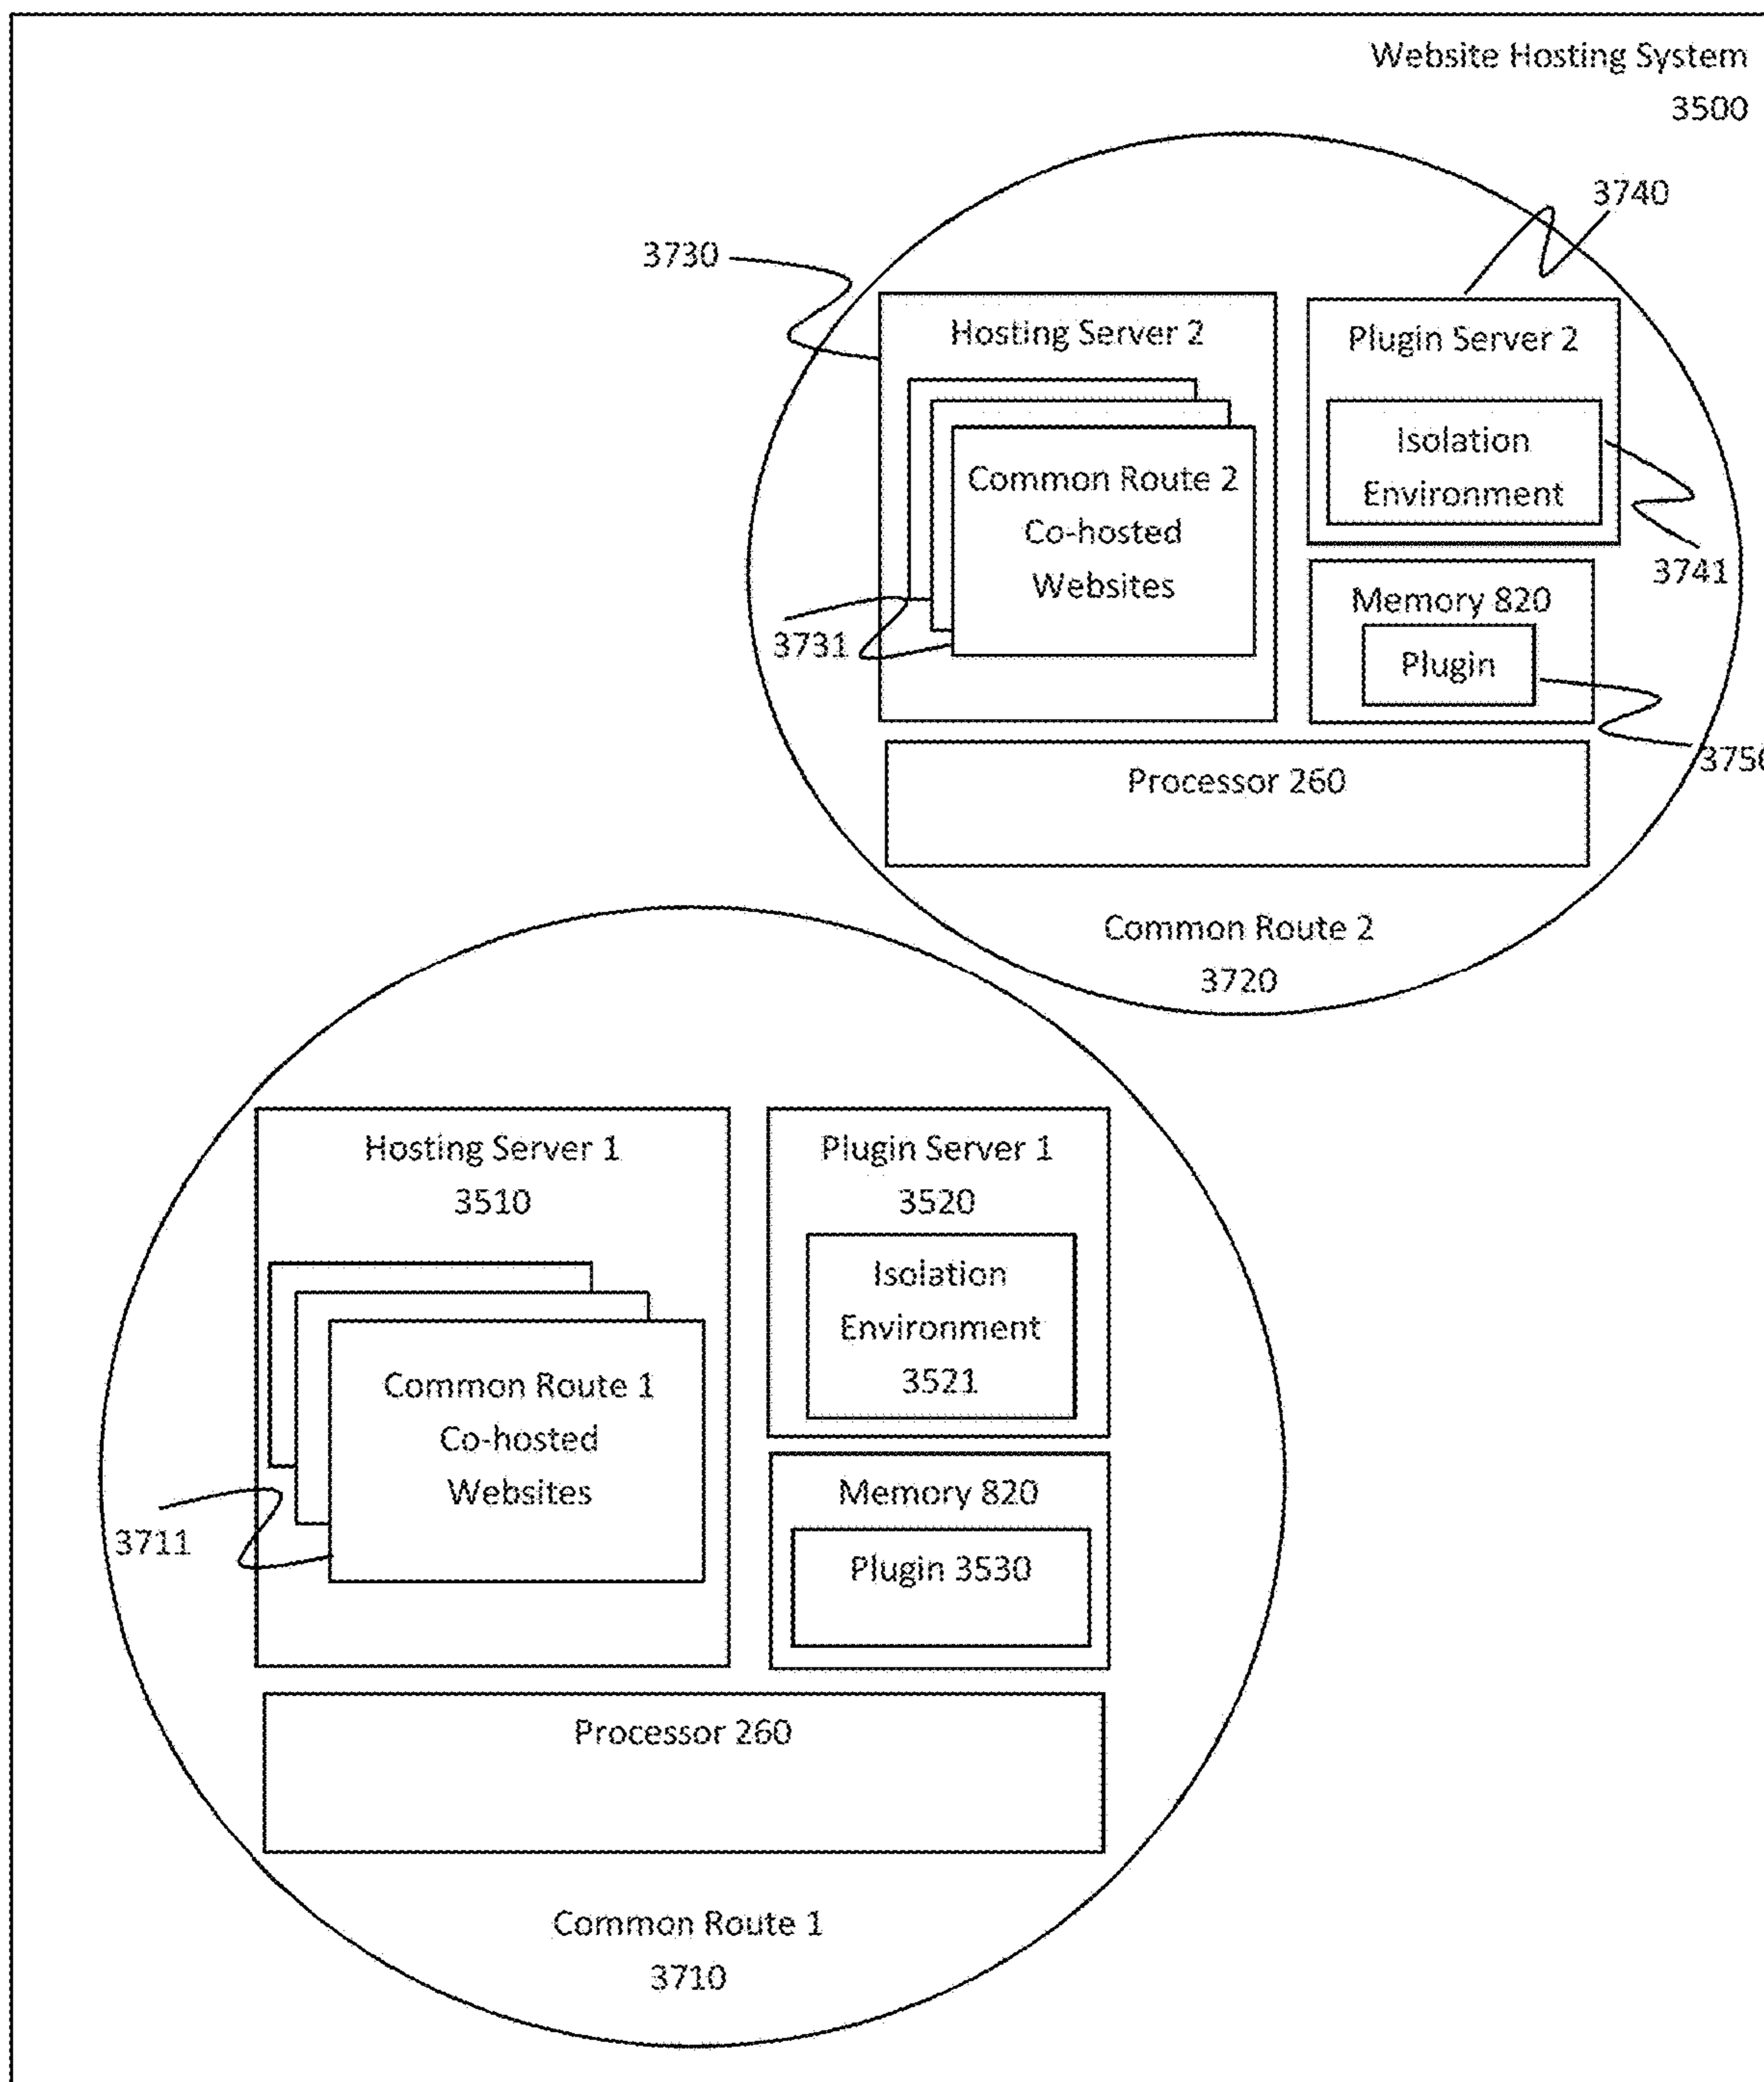 Website Hosting System
3500
3740
3730
Hosting Server 2
Plugin Server 2
Isolation
Environment
3741
Common Route 2
Co-hosted
Websites
3731
Memory 820
Plugin
Processor 260
Common Route 2
3720
Hosting Server 1
3510
Plugin Server 1
3520
Isolation
Environment
3521
Common Route 1
Co-hosted
Websites
3711
Memory 820
Plugin 3530
Processor 260
Common Route 1
3710